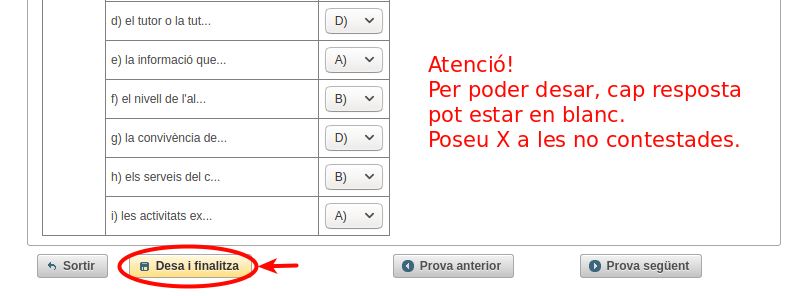 d) el tutor o la tut... D)
e) la informació que... A)
f) el nivell de l'al... B)
g) la convivència de... D)
h) els serveis del c... B)
i) les activitats ex... A)
Atenció!
Per poder desar, cap resposta
pot estar en blanc.
Poseu X a les no contestades.
Sortir Desa i finalitza Prova anterior Prova següent